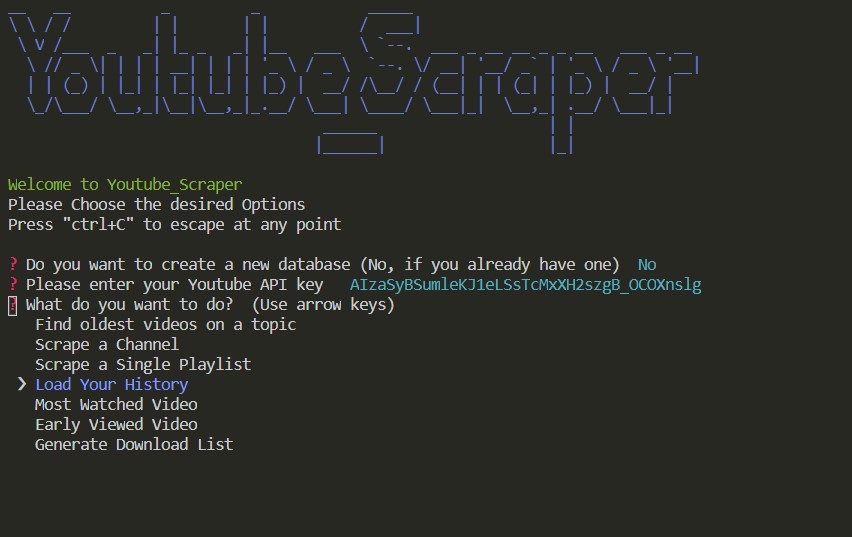 Youtube_Scraper
Welcome to Youtube_Scraper
Please Choose the desired Options
Press "ctrl+C" to escape at any point
? Do you want to create a new database (No, if you already have one) No
? Please enter your Youtube API key AIzaSyBSumleKJ1eLSsTcMxXH2szgB_OCOXnslg
? What do you want to do? (Use arrow keys)
Find oldest videos on a topic
Scrape a Channel
Scrape a Single Playlist
❯ Load Your History
Most Watched Video
Early Viewed Video
Generate Download List